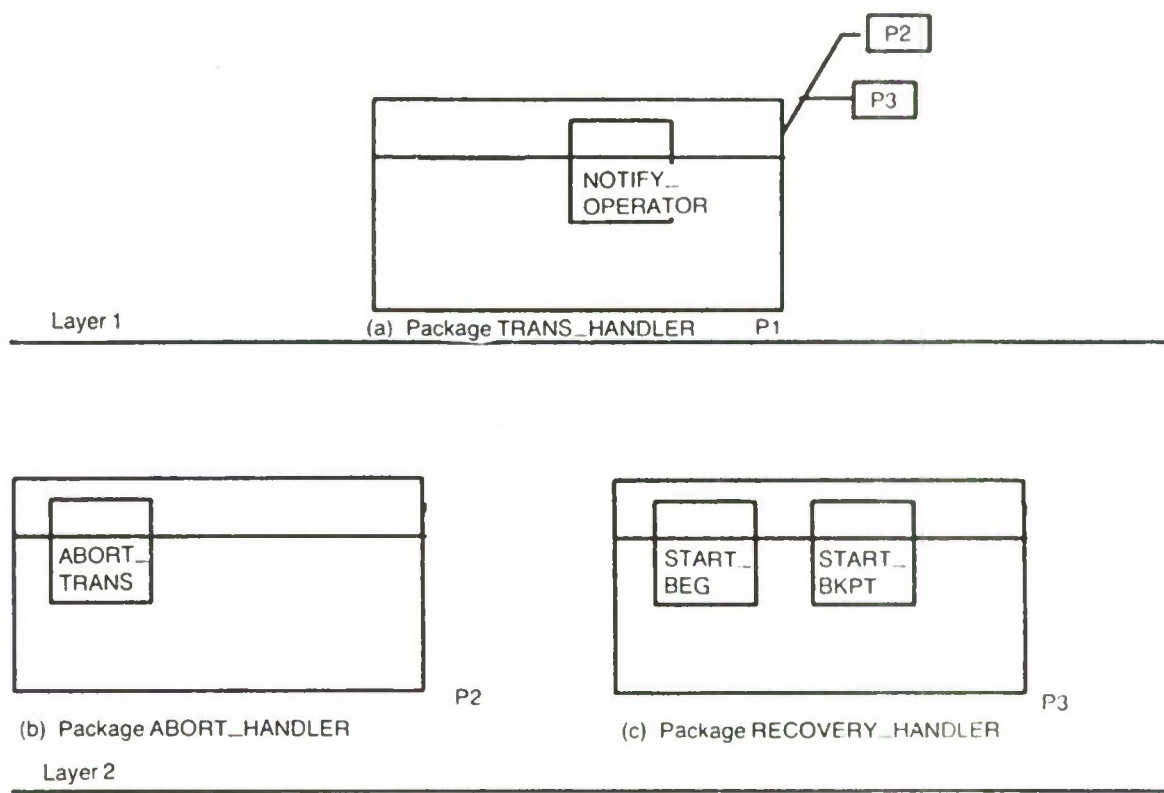 P2
P3
NOTIFY_
OPERATOR
Layer 1
(a) Package TRANS_HANDLER P1
ABORT_
TRANS
START_
BEG
START_
BKPT
P2
P3
(b) Package ABORT_HANDLER
(c) Package RECOVERY_HANDLER
Layer 2